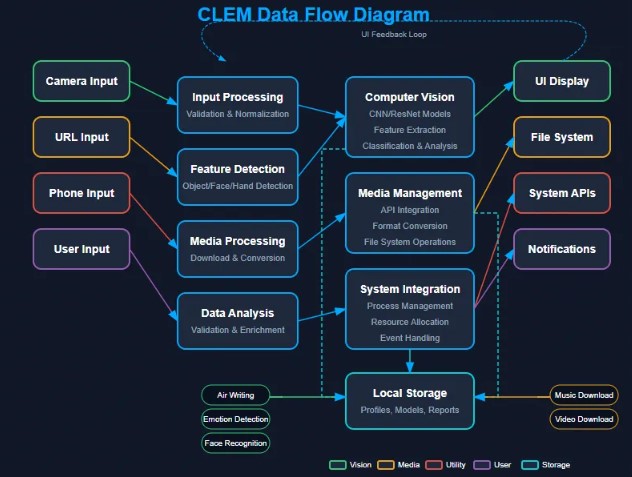 CLEM Data Flow Diagram
UI Feedback Loop
Camera Input
URL Input
Phone Input
User Input
Input Processing
Validation & Normalization
Feature Detection
Object/Face/Hand Detection
Media Processing
Download & Conversion
Data Analysis
Validation & Enrichment
Computer Vision
CNN/ResNet Models
Feature Extraction
Classification & Analysis
Media Management
API Integration
Format Conversion
File System Operations
System Integration
Process Management
Resource Allocation
Event Handling
Local Storage
Profiles, Models, Reports
UI Display
File System
System APIs
Notifications
Air Writing
Emotion Detection
Face Recognition
Music Download
Video Download
Vision
Media
Utility
User
Storage